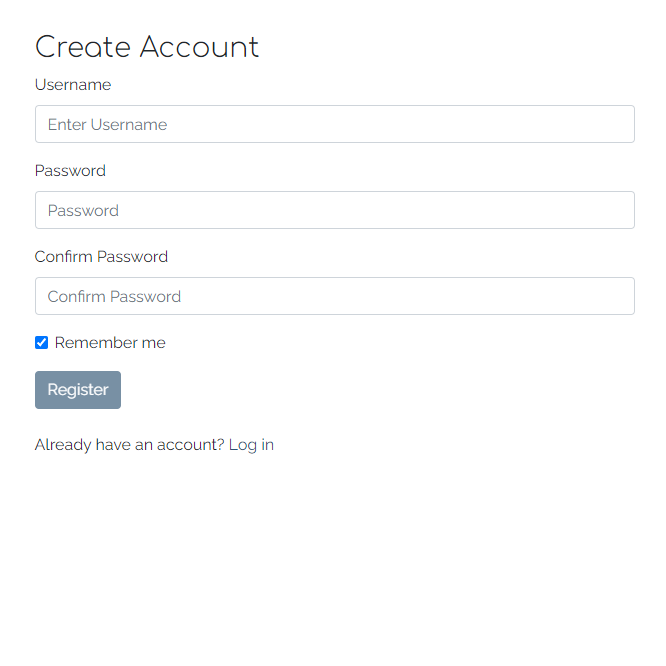 Create Account
Username
Enter Username
Password
Password
Confirm Password
Confirm Password
Remember me
Register
Already have an account? Log in